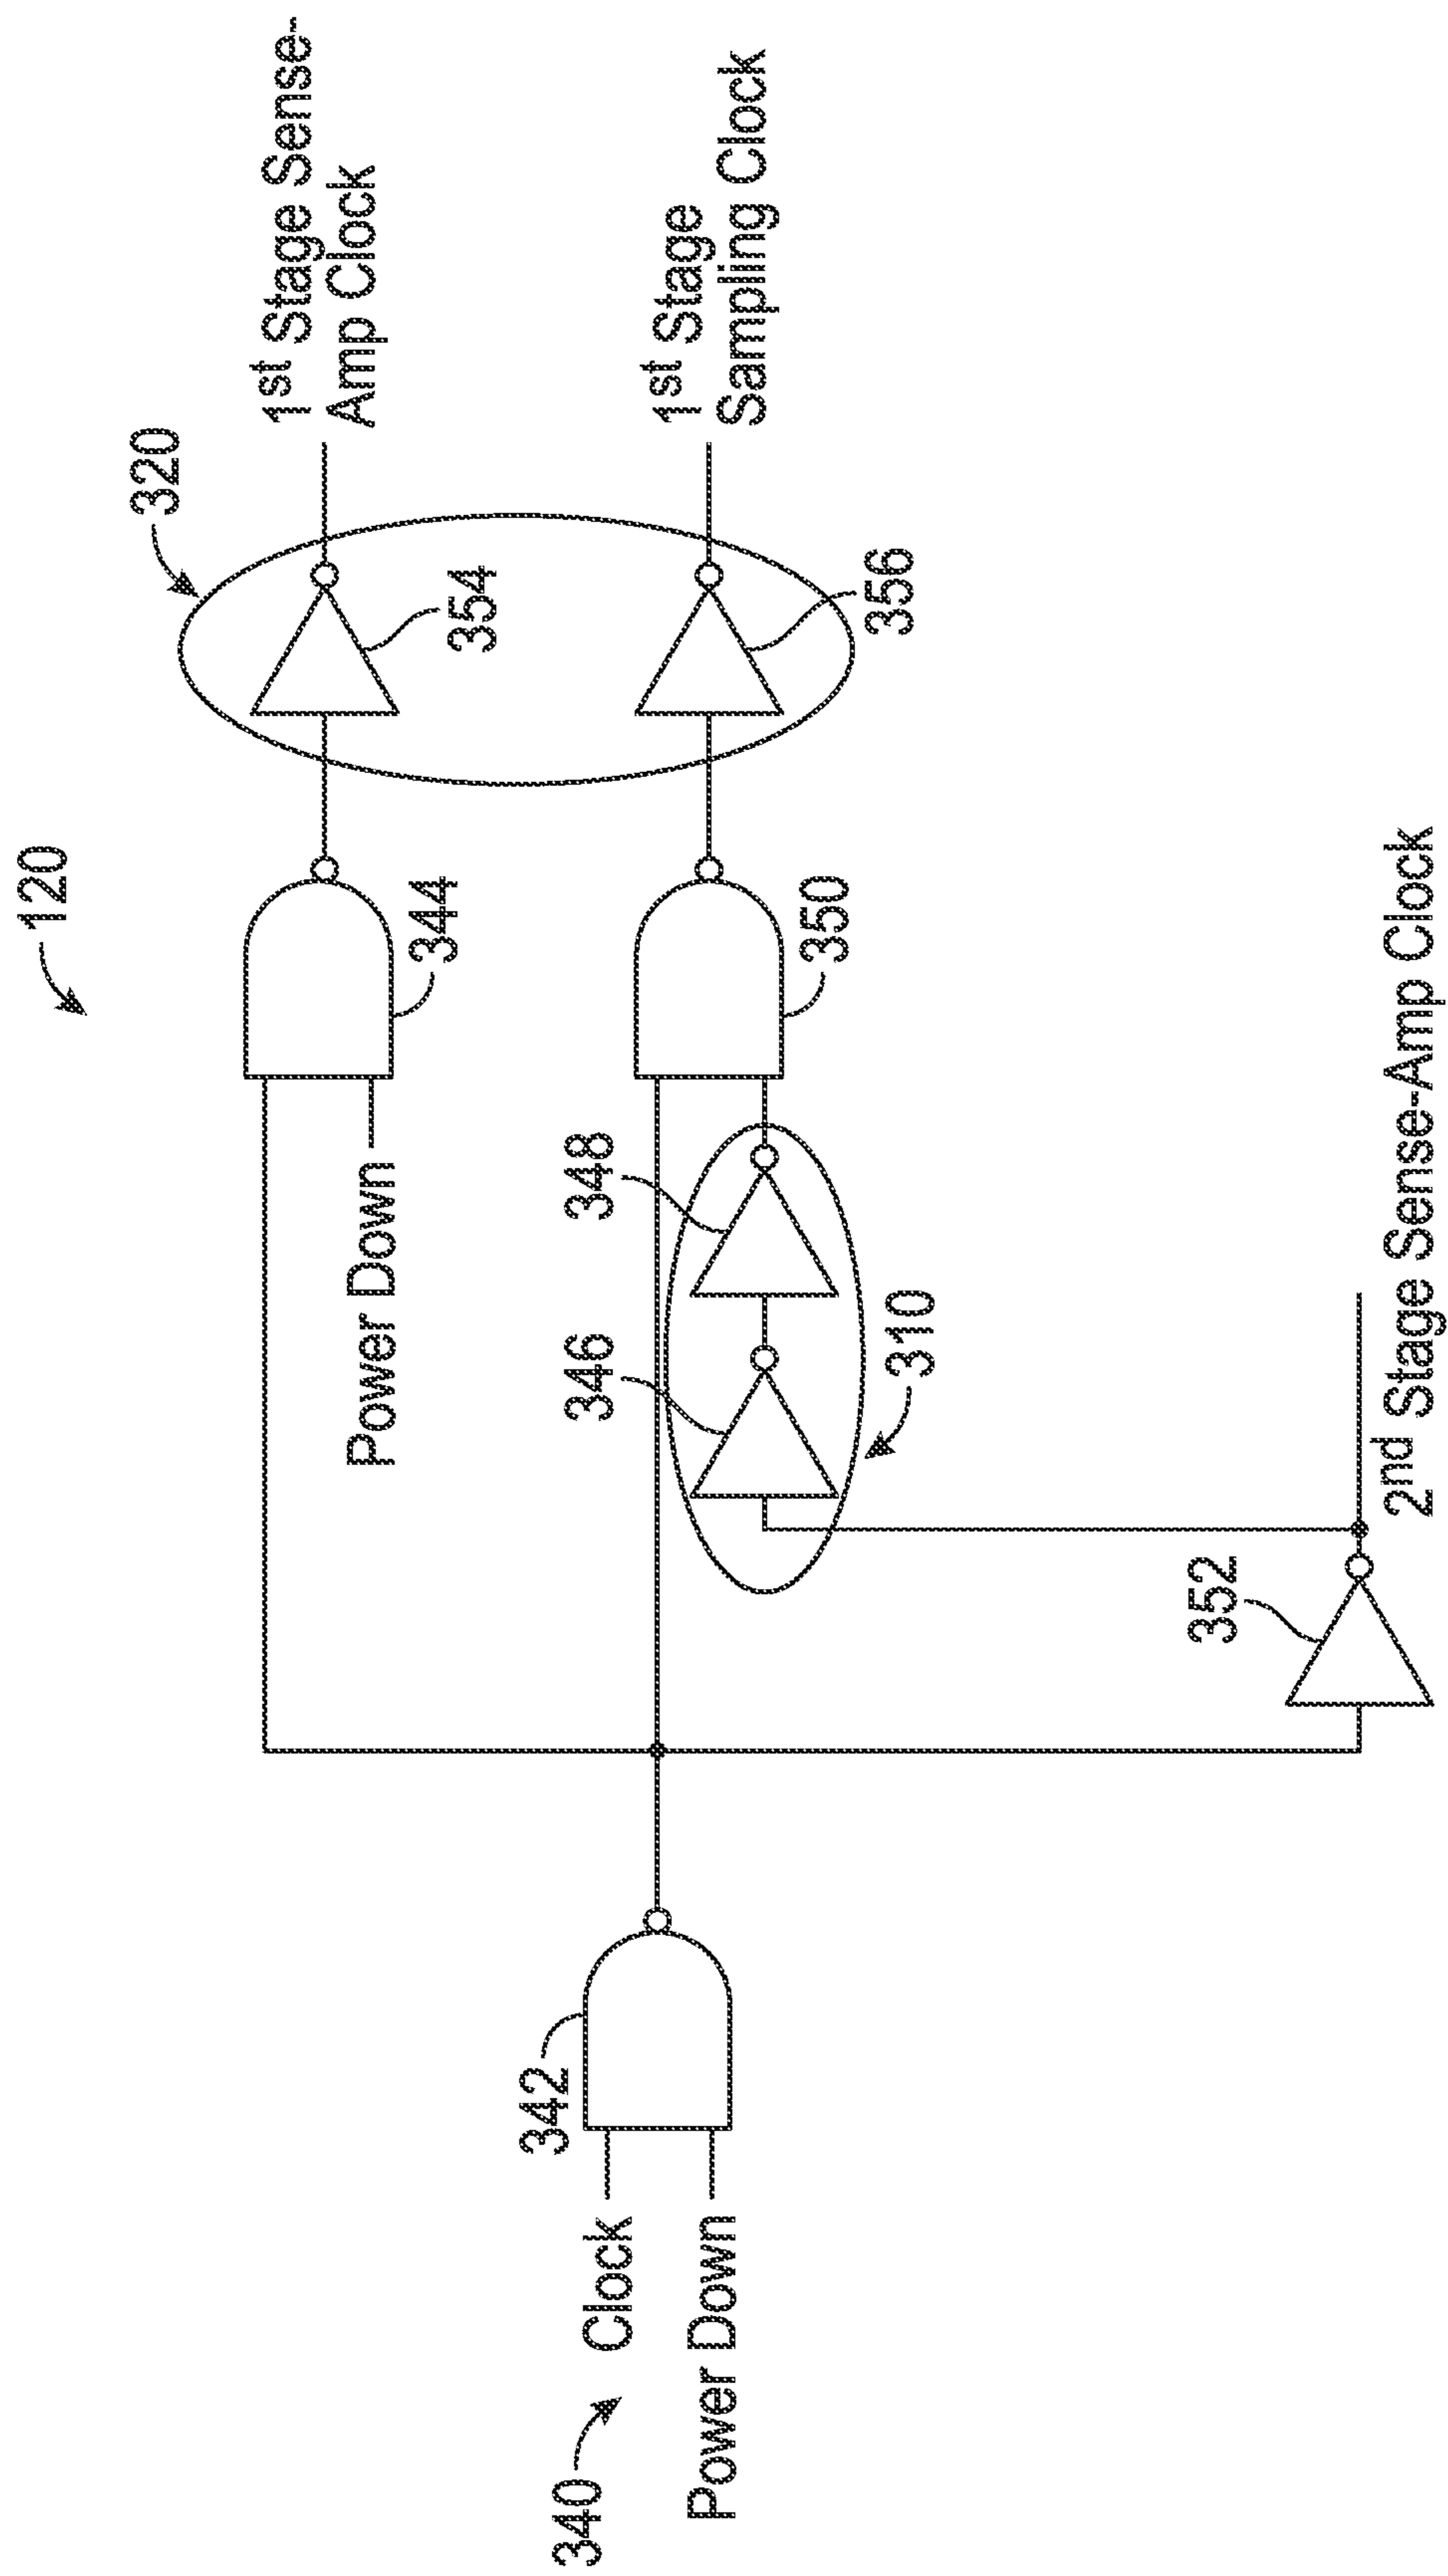 120
320
1st Stage Sense-
Amp Clock
354
344
Power Down
1st Stage
Sampling Clock
356
350
348
346
310
342
340
Clock
Power Down
352
2nd Stage Sense-Amp Clock